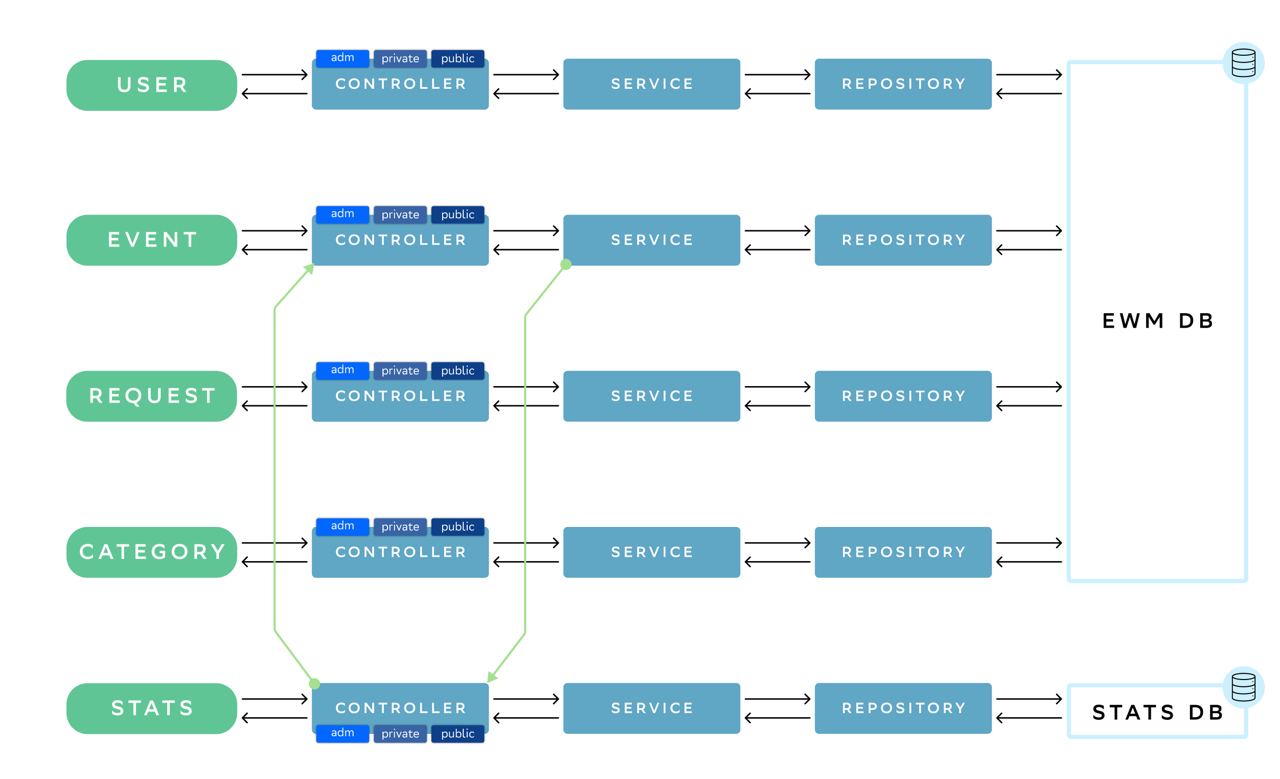 adm private public
USER CONTROLLER SERVICE REPOSITORY
adm private public
EVENT CONTROLLER SERVICE REPOSITORY
EWM DB
adm private public
REQUEST CONTROLLER SERVICE REPOSITORY
adm private public
CATEGORY CONTROLLER SERVICE REPOSITORY
STATS CONTROLLER SERVICE REPOSITORY STATS DB
adm private public